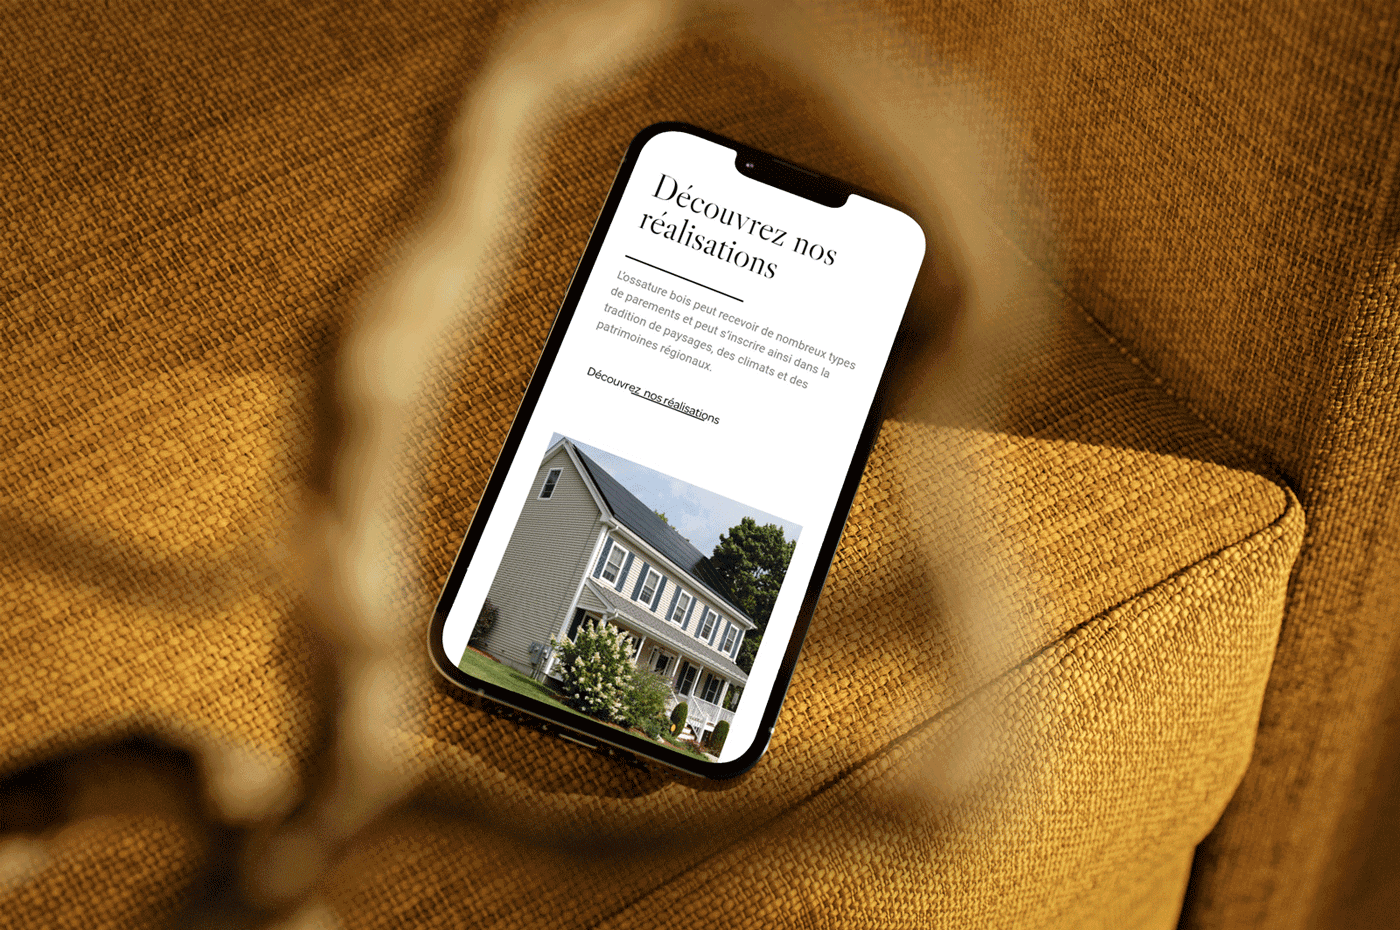 Découvrez nos
réalisations
L'ossature bois peut recevoir de nombreux types
de parements et peut s'inscrire ainsi dans la
tradition de paysages, des climats et des
patrimoines régionaux.
Découvrez nos réalisations